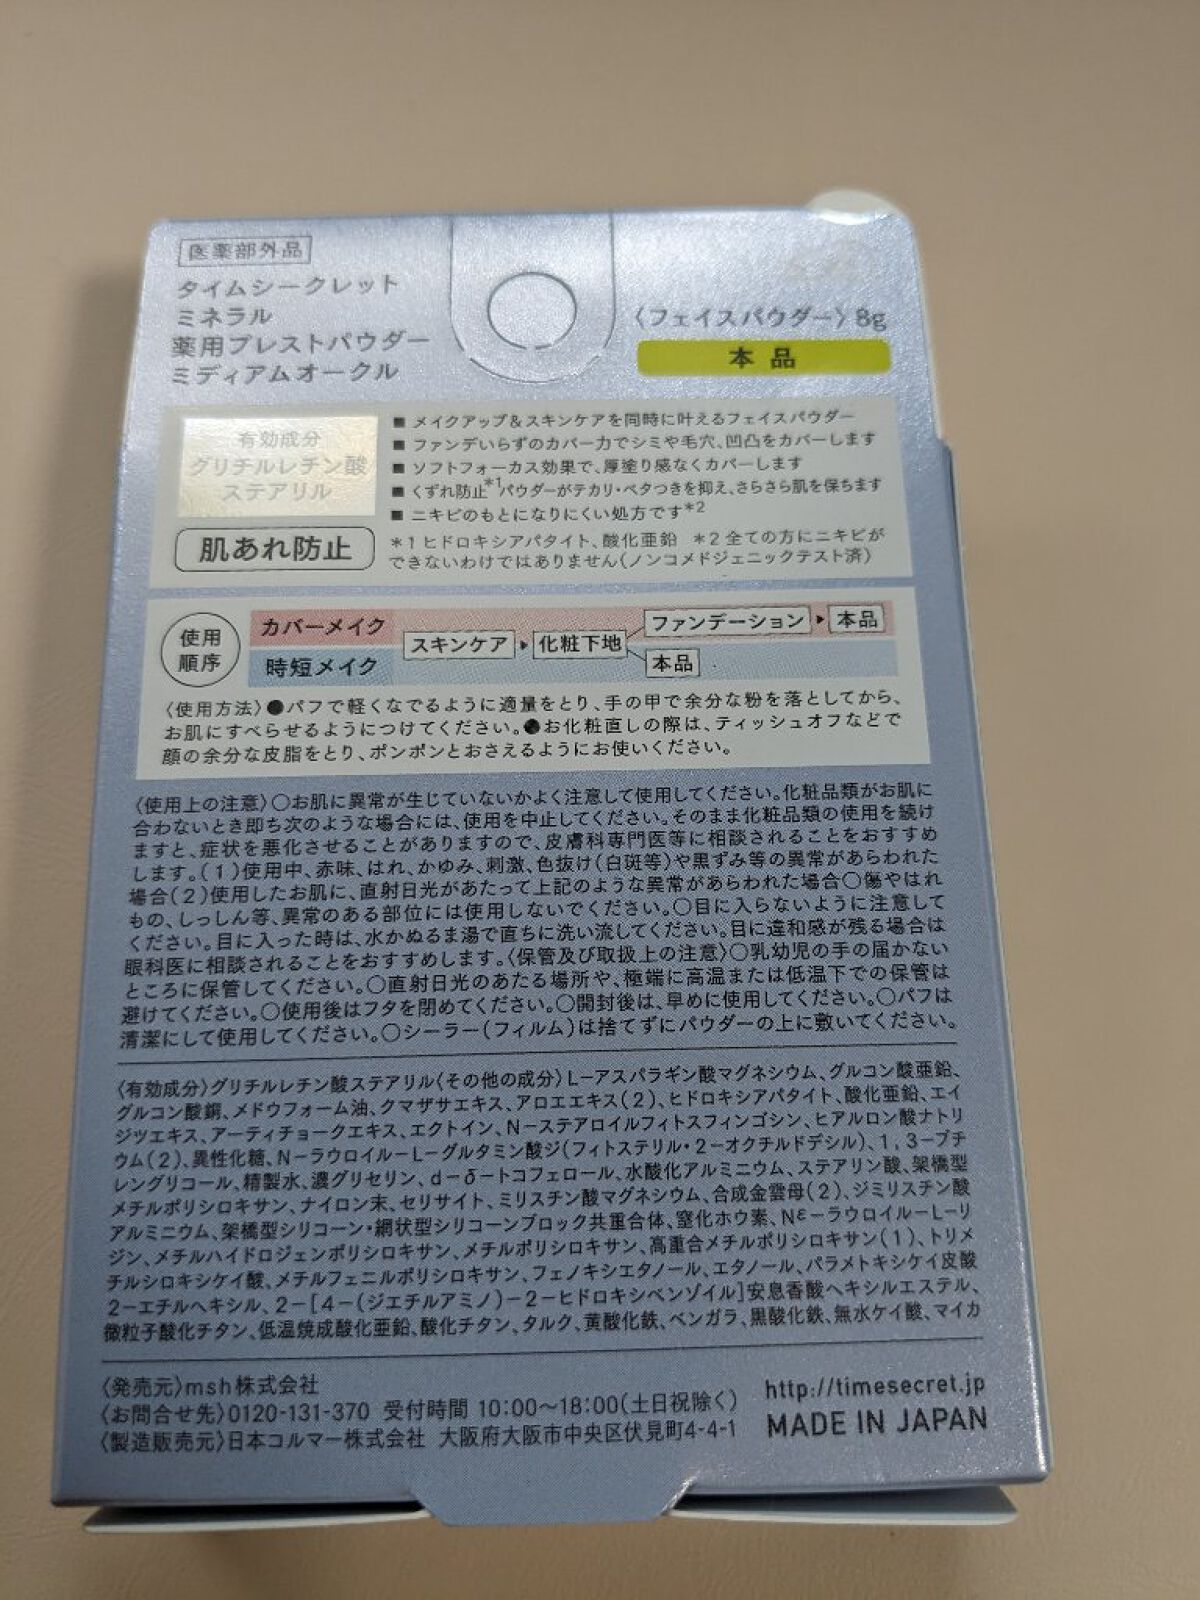 医薬部外品
タイムシークレット
ミネラル
薬用プレストパウダー
ミディアムオークル
〈フェイスパウダー〉8g
本品
有効成分
グリチルレチン酸
ステアリル
肌あれ防止
■ メイクアップ&スキンケアを同時に叶えるフェイスパウダー
■ ファンデいらずのカバー力でシミや毛穴、凹凸をカバーします
■ ソフトフォーカス効果で、厚塗り感なくカバーします
■ くずれ防止*1パウダーがテカリ・ベタつきを抑え、さらさら肌を保ちます
■ ニキビのもとになりにくい処方です*2
*1 ヒドロキシアパタイト、酸化亜鉛 *2 全ての方にニキビが
できないわけではありません(ノンコメドジェニックテスト済)
使用
順序
カバーメイク
時短メイク
スキンケア
化粧下地
ファンデーション
本品
本品
〈使用方法〉●パフで軽くなでるように適量をとり、手の甲で余分な粉を落としてから、
お肌にすべらせるようにつけてください。●お化粧直しの際は、ティッシュオフなどで
顔の余分な皮脂をとり、ポンポンとおさえるようにお使いください。
〈使用上の注意〉○お肌に異常が生じていないかよく注意して使用してください。化粧品類がお肌に
合わないとき即ち次のような場合には、使用を中止してください。そのまま化粧品類の使用を続け
ますと、症状を悪化させることがありますので、皮膚科専門医等に相談されることをおすすめ
します。(1)使用中、赤味、はれ、かゆみ、刺激、色抜け(白斑等)や黒ずみ等の異常があらわれた
場合(2)使用したお肌に、直射日光があたって上記のような異常があらわれた場合○傷やはれ
もの、しっしん等、異常のある部位には使用しないでください。○目に入らないように注意して
ください。目に入った時は、水かぬるま湯で直ちに洗い流してください。目に違和感が残る場合は
眼科医に相談されることをおすすめします。〈保管及び取扱上の注意〉○乳幼児の手の届かない
ところに保管してください。○直射日光のあたる場所や、極端に高温または低温下での保管は
避けてください。○使用後はフタを閉めてください。○開封後は、早めに使用してください。○パフは
清潔にして使用してください。○シーラー(フィルム)は捨てずにパウダーの上に敷いてください。
〈有効成分〉グリチルレチン酸ステアリル〈その他の成分〉L-アスパラギン酸マグネシウム、グルコン酸亜鉛、
グルコン酸銅、メドウフォーム油、クマザサエキス、アロエエキス(2)、ヒドロキシアパタイト、酸化亜鉛、エイ
ジツエキス、アーティチョークエキス、エクトイン、N-ステアロイルフィトスフィンゴシン、ヒアルロン酸ナトリ
ウム(2)、異性化糖、N-ラウロイル-L-グルタミン酸ジ(フィトステリル・2-オクチルドデシル)、1,3-ブチ
レングリコール、精製水、濃グリセリン、d-δ-トコフェロール、水酸化アルミニウム、ステアリン酸、架橋型
メチルポリシロキサン、ナイロン末、セリサイト、ミリスチン酸マグネシウム、合成金雲母(2)、ジミリスチン酸
アルミニウム、架橋型シリコーン・網状型シリコーンブロック共重合体、窒化ホウ素、Nε-ラウロイル-L-リ
ジン、メチルハイドロジェンポリシロキサン、メチルポリシロキサン、高重合メチルポリシロキサン(1)、トリメ
チルシロキシケイ酸、メチルフェニルポリシロキサン、フェノキシエタノール、エタノール、パラメトキシケイ皮酸
2-エチルヘキシル、2-[4-(ジエチルアミノ)-2-ヒドロキシベンゾイル]安息香酸ヘキシルエステル、
微粒子酸化チタン、低温焼成酸化亜鉛、酸化チタン、タルク、黄酸化鉄、ベンガラ、黒酸化鉄、無水ケイ酸、マイカ
〈発売元〉msh株式会社
〈お問合せ先〉0120-131-370 受付時間 10:00〜18:00(土日祝除く)
〈製造販売元〉日本コルマー株式会社 大阪府大阪市中央区伏見町4-4-1
http://timesecret.jp
MADE IN JAPAN